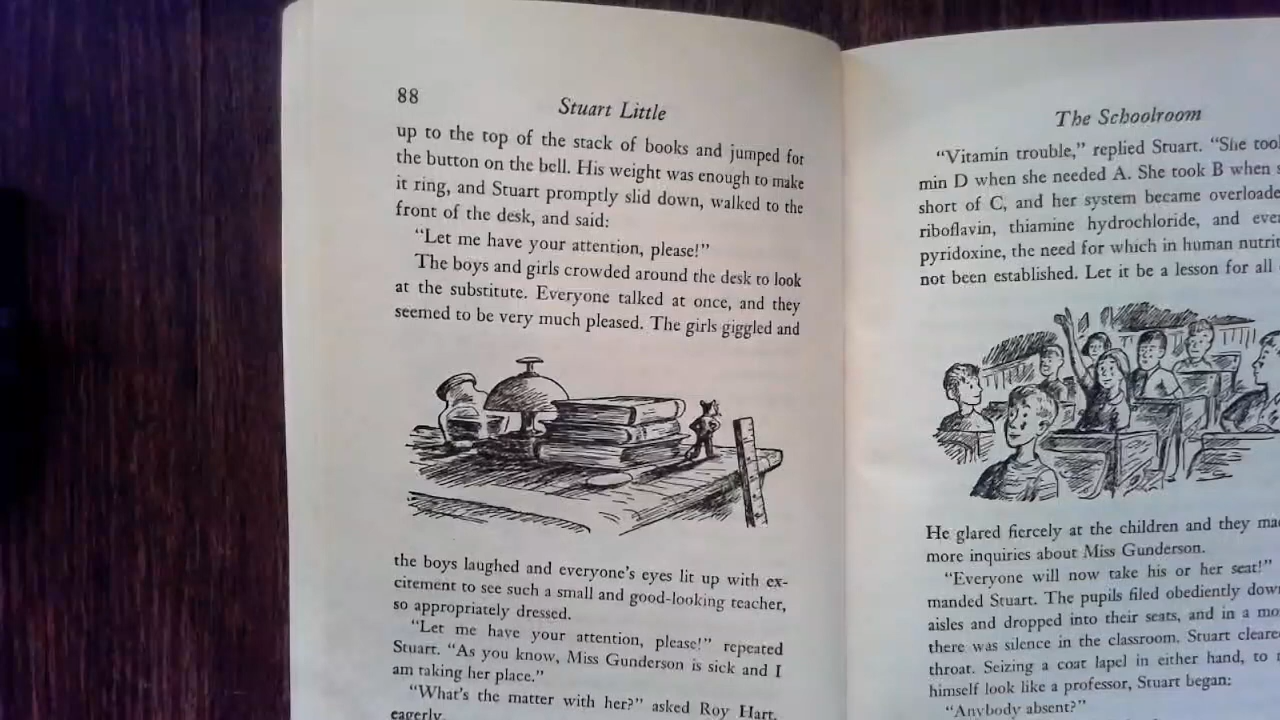 88
Stuart Little
up to the top of the stack of books and jumped for
the button on the bell. His weight was enough to make
it ring, and Stuart promptly slid down, walked to the
front of the desk, and said:
“Let me have your attention, please!”
The boys and girls crowded around the desk to look
at the substitute. Everyone talked at once, and they
seemed to be very much pleased. The girls giggled and
the boys laughed and everyone’s eyes lit up with ex-
citement to see such a small and good-looking teacher,
so appropriately dressed.
“Let me have your attention, please!” repeated
Stuart. “As you know, Miss Gunderson is sick and I
am taking her place.”
“What’s the matter with her?” asked Roy Hart,
eagerly.
The Schoolroom
“Vitamin trouble,” replied Stuart. “She
min D when she needed A. She took B when
short of C, and her system became
riboflavin, thiamine hydrochloride, and
pyridoxine, the need for which in human
not been established. Let it be a lesson for all
He glared fiercely at the children and they
more inquiries about Miss Gunderson.
“Everyone will now take his or her seat!”
manded Stuart. The pupils filed obediently
aisles and dropped into their seats, and in a
there was silence in the classroom. Stuart
throat. Seizing a coat lapel in either hand, to
himself look like a professor, Stuart began:
“Anybody absent?”